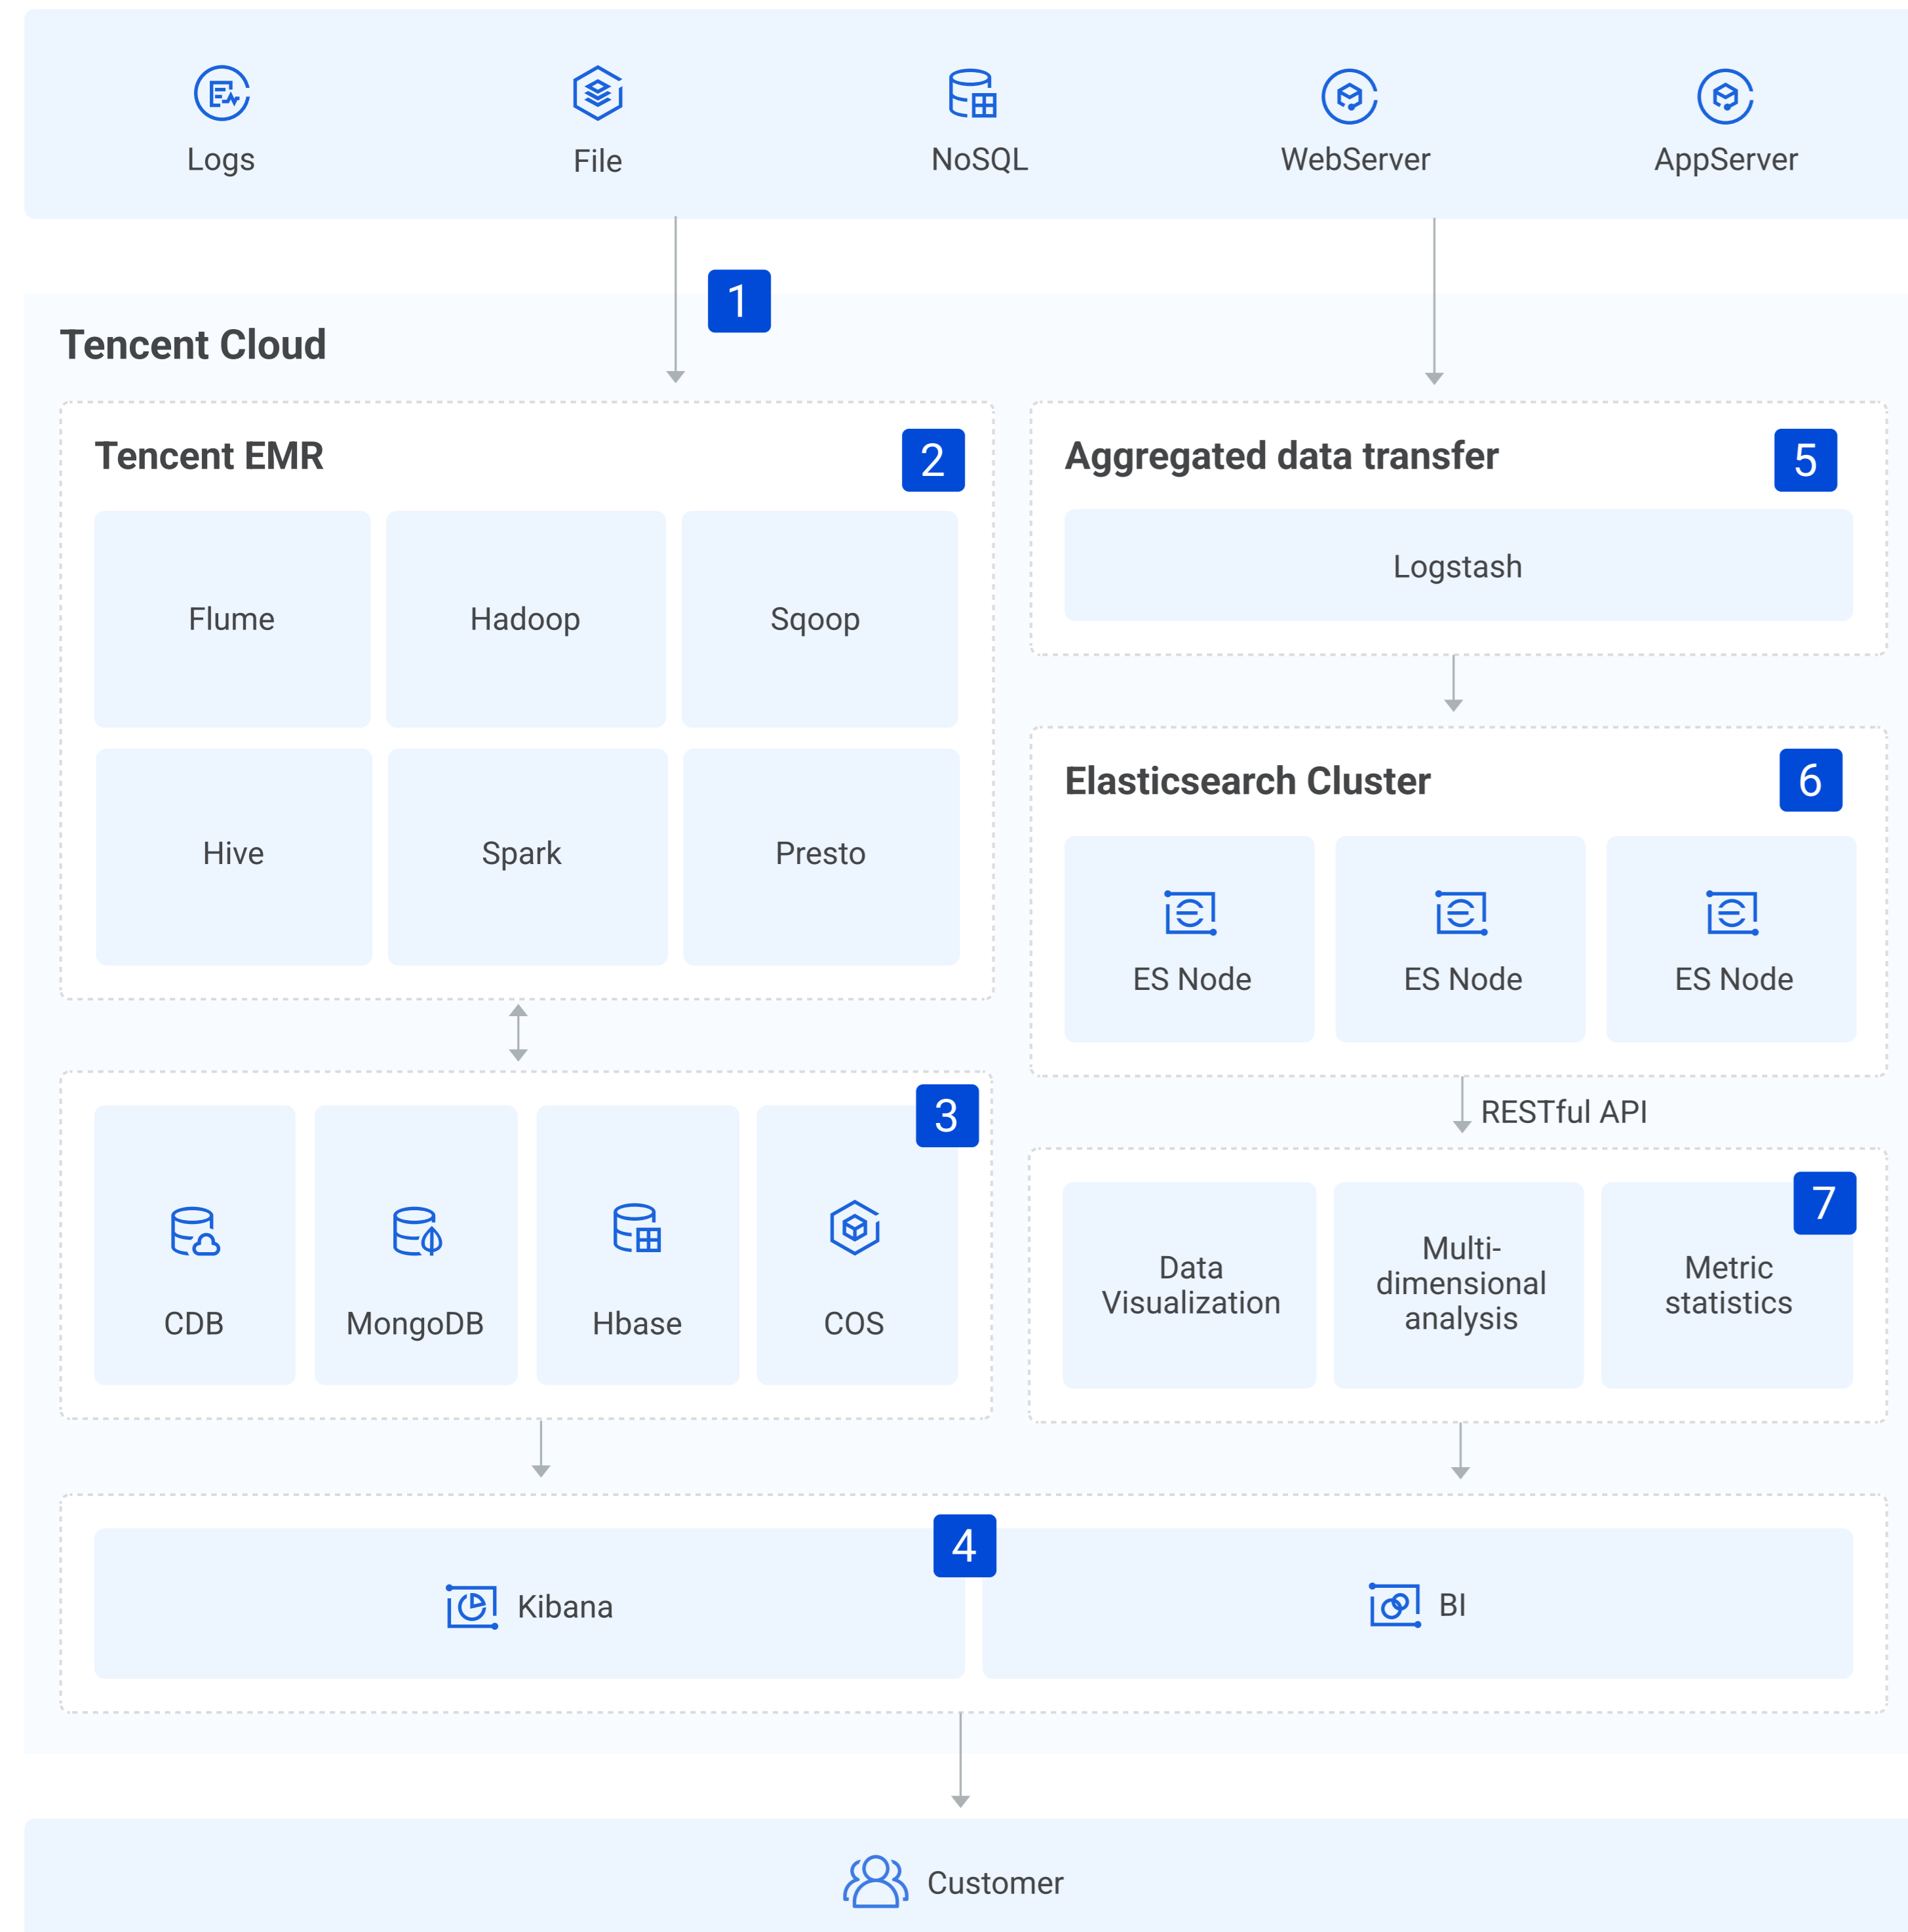 Logs
File
NoSQL
WebServer
AppServer
1
Tencent Cloud
Tencent EMR
2
Flume
Hadoop
Sqoop
Hive
Spark
Presto
3
CDB
MongoDB
Hbase
COS
Aggregated data transfer
5
Logstash
Elasticsearch Cluster
6
ES Node
ES Node
ES Node
RESTful API
7
Data
Visualization
Multi-
dimensional
analysis
Metric
statistics
4
Kibana
BI
Customer